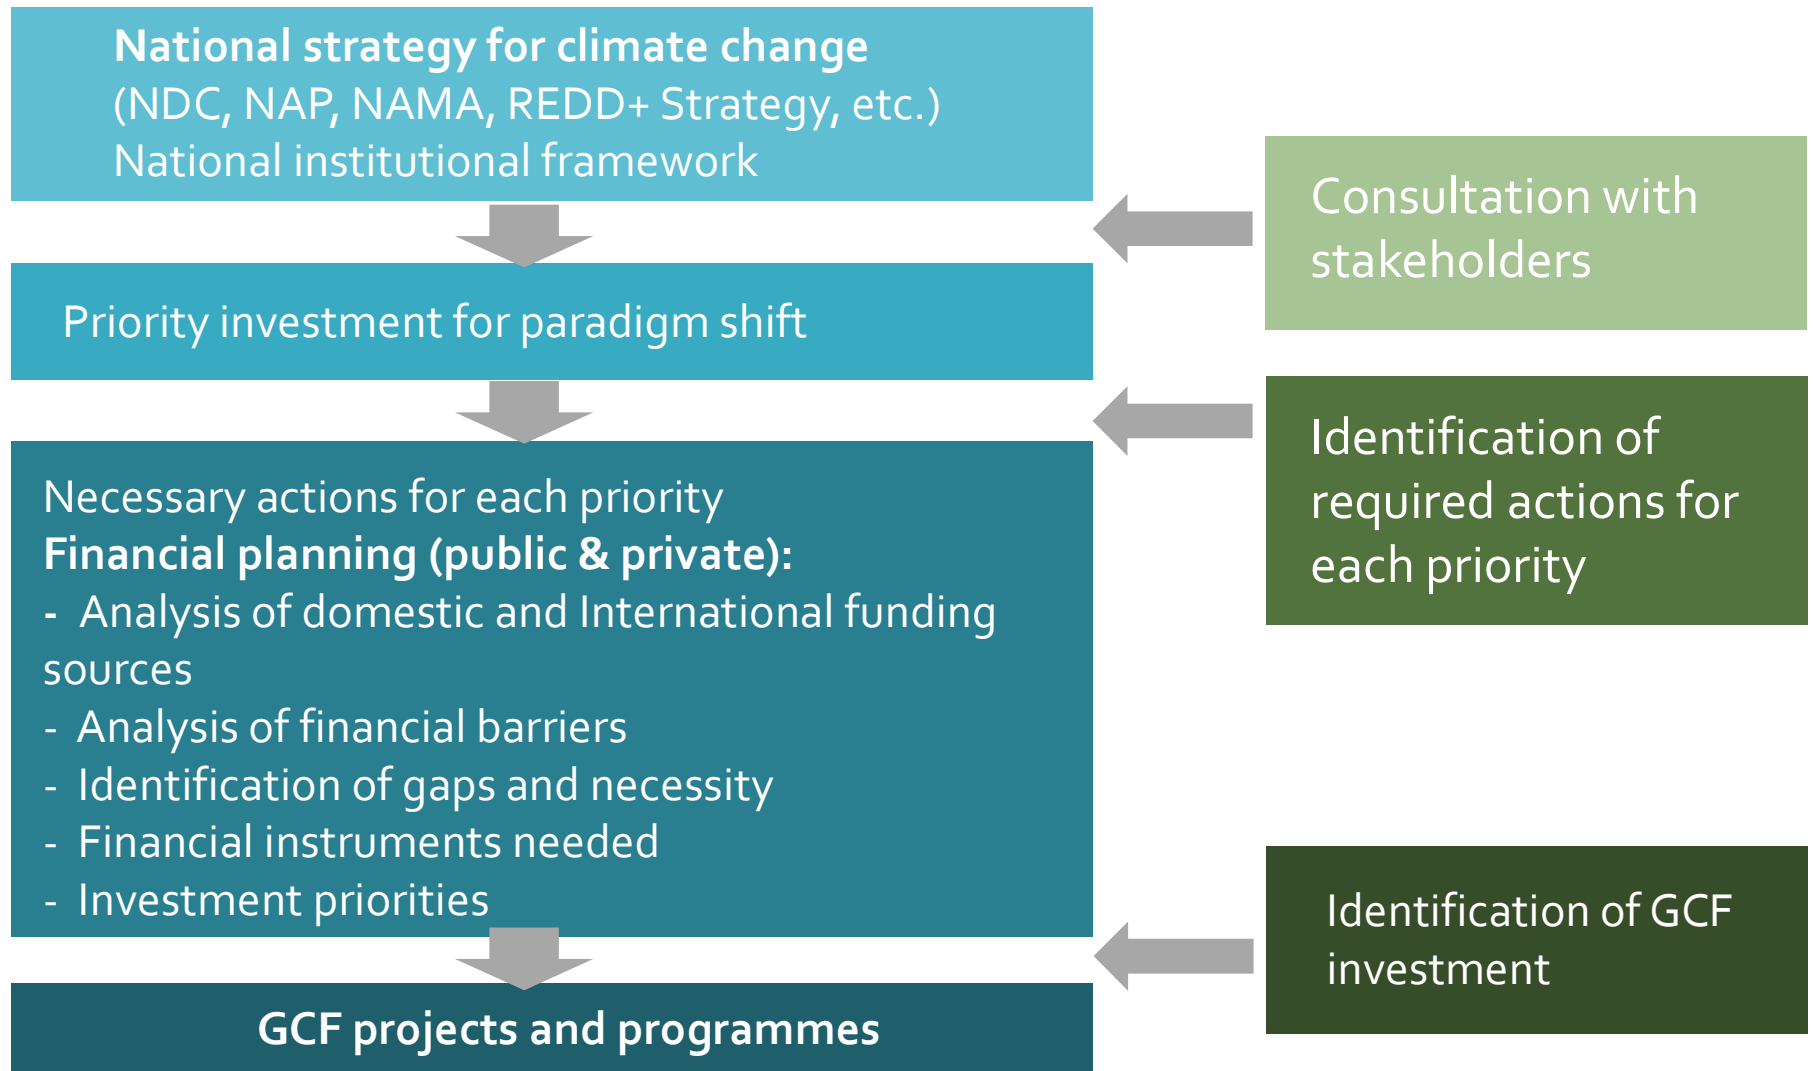 National strategy for climate change
(NDC, NAP, NAMA, REDD+ Strategy, etc.)
National institutional framework
Consultation with
stakeholders
Priority investment for paradigm shift
Identification of
required actions for
each priority
Necessary actions for each priority
Financial planning (public & private):
- Analysis of domestic and International funding
sources
- Analysis of financial barriers
- Identification of gaps and necessity
- Financial instruments needed
- Investment priorities
Identification of GCF
investment
GCF projects and programmes